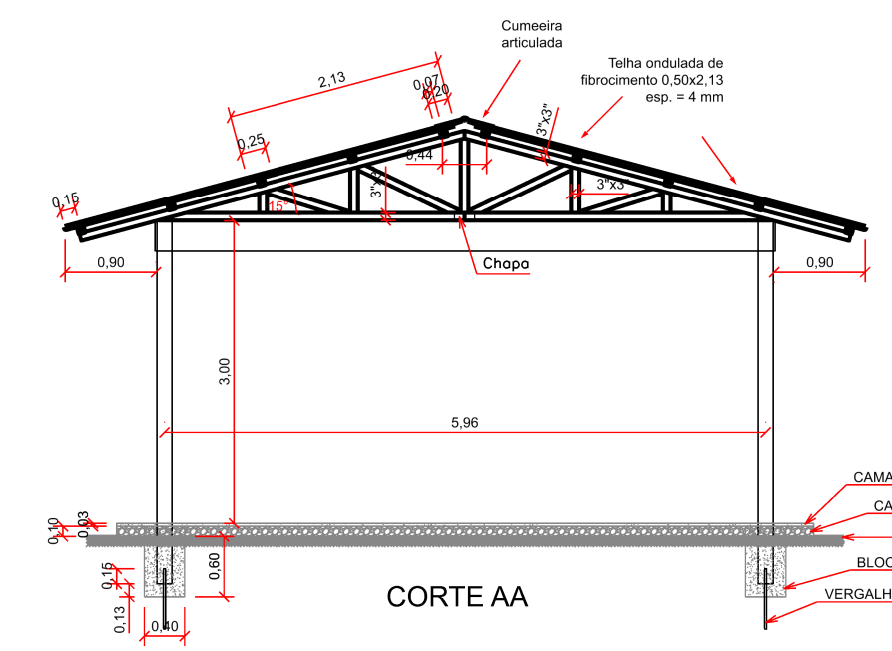 Cumeeira
articulada
Telha ondulada de
fibrocimento 0,50x2,13
esp. = 4 mm
2,13
0,07
0,20
3"x3"
0,25
0,44
3"x3"
3"x3"
0,15
15°
0,90
Chapa
0,90
3,00
5,96
CAMA
CA
0,10
0,03
BLOC
0,60
0,15
VERGALH
0,13
0,40
CORTE AA